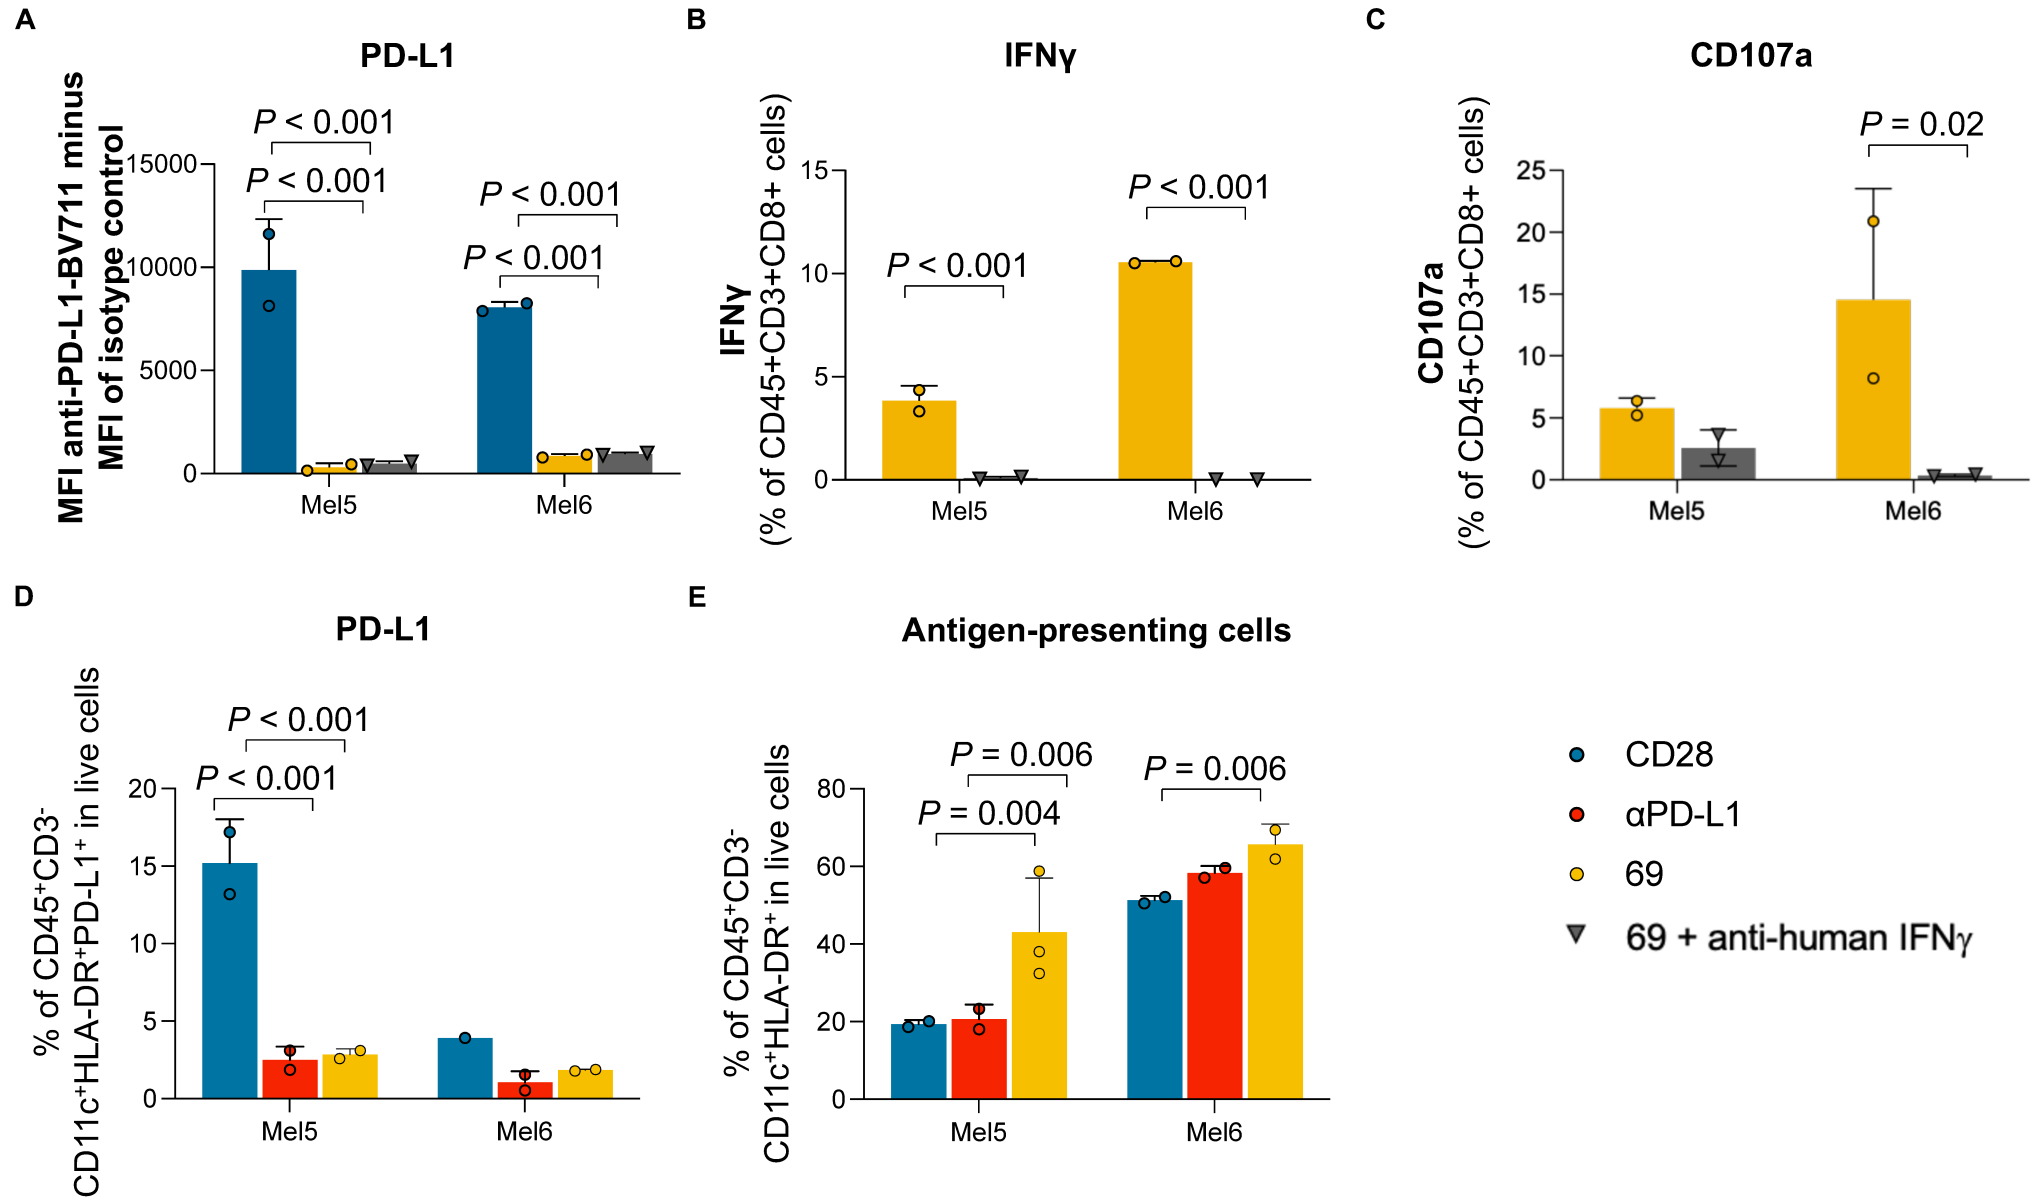 A
PD-L1
MFI anti-PD-L1-BV711 minus
MFI of isotype control
P < 0.001
P < 0.001
P < 0.001
P < 0.001
15000
10000
5000
0
Mel5
Mel6
B
IFNγ
IFNγ
(% of CD45+CD3+CD8+ cells)
P < 0.001
P < 0.001
15
10
5
0
Mel5
Mel6
C
CD107a
CD107a
(% of CD45+CD3+CD8+ cells)
P = 0.02
25
20
15
10
5
0
Mel5
Mel6
D
PD-L1
% of CD45⁺CD3⁻
CD11c⁺HLA-DR⁺PD-L1⁺ in live cells
P < 0.001
P < 0.001
20
15
10
5
0
Mel5
Mel6
E
Antigen-presenting cells
% of CD45⁺CD3⁻
CD11c⁺HLA-DR⁺ in live cells
P = 0.006
P = 0.006
P = 0.004
80
60
40
20
0
Mel5
Mel6
CD28
αPD-L1
69
69 + anti-human IFNγ